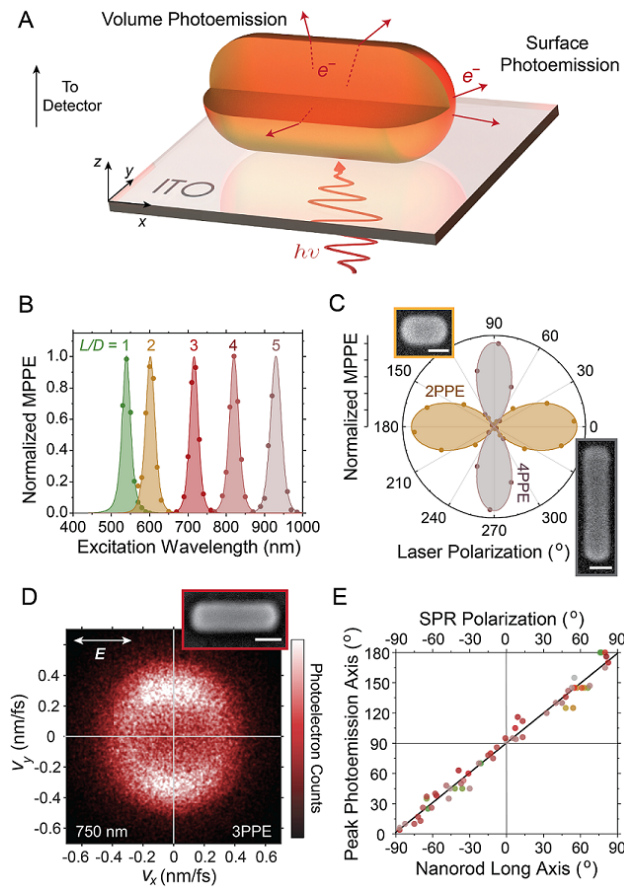 A
Volume Photoemission
e⁻
e⁻
Surface
Photoemission
To
Detector
z
y
x
ITO
hν
B
L/D = 1 2 3 4 5
Normalized MPPE
1.0
0.8
0.6
0.4
0.2
0.0
400 500 600 700 800 900 1000
Excitation Wavelength (nm)
C
Normalized MPPE
90
60
30
0
300
270
240
210
180
150
2PPE
4PPE
Laser Polarization (°)
D
E
Photoelectron Counts
v_y (nm/fs)
0.4
0.2
0
-0.2
-0.4
-0.6
750 nm
3PPE
-0.6 -0.4 -0.2 0 0.2 0.4 0.6
v_x (nm/fs)
E
SPR Polarization (°)
-90 -60 -30 0 30 60 90
Peak Photoemission Axis (°)
180
150
120
90
60
30
0
-90 -60 -30 0 30 60 90
Nanorod Long Axis (°)